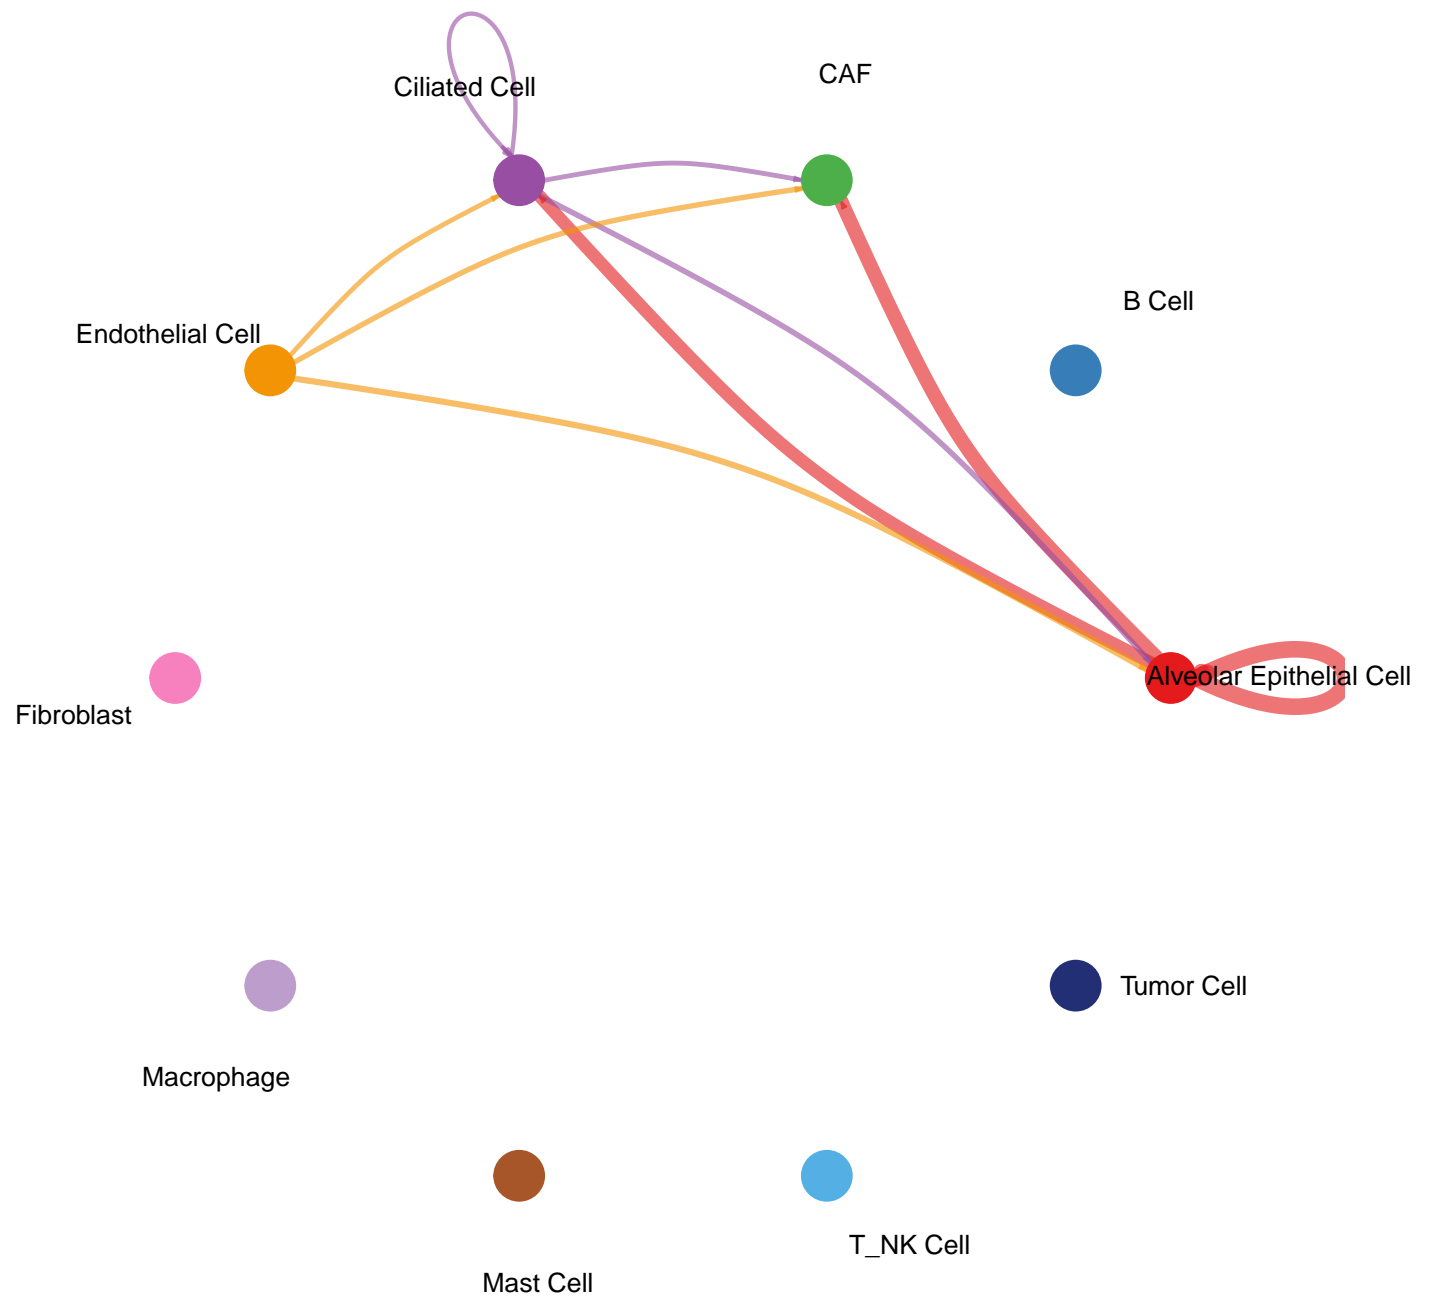 CAF
Ciliated Cell
B Cell
Endothelial Cell
Alveolar Epithelial Cell
Fibroblast
Tumor Cell
Macrophage
T_NK Cell
Mast Cell